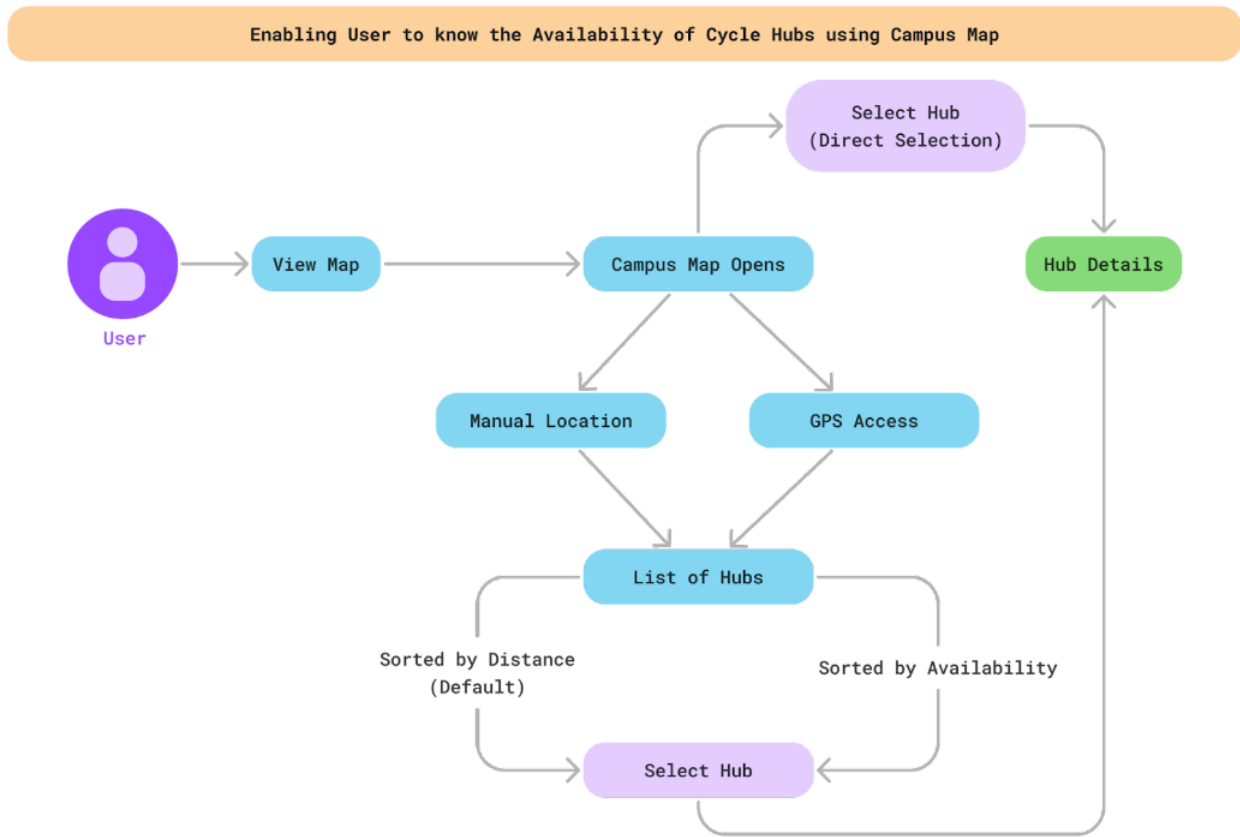 Enabling User to know the Availability of Cycle Hubs using Campus Map
Select Hub
(Direct Selection)
View Map
Campus Map Opens
Hub Details
User
Manual Location
GPS Access
List of Hubs
Sorted by Distance
(Default)
Sorted by Availability
Select Hub